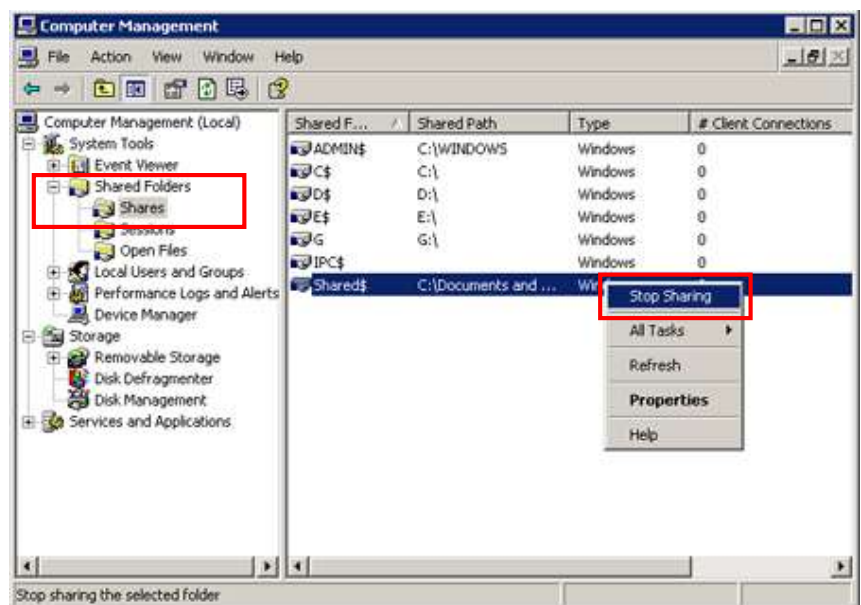 Computer Management
File Action View Window Help
Computer Management (Local)
System Tools
Event Viewer
Shared Folders
Shares
Sessions
Open Files
Local Users and Groups
Performance Logs and Alerts
Device Manager
Storage
Removable Storage
Disk Defragmenter
Disk Management
Services and Applications
Shared F... Shared Path Type # Client Connections
ADMIN$ C:\WINDOWS Windows 0
C$ C:\ Windows 0
D$ D:\ Windows 0
E$ E:\ Windows 0
G G:\ Windows 0
IPC$ Windows 0
Shared$ C:\Documents and ...
Stop Sharing
All Tasks
Refresh
Properties
Help
Stop sharing the selected folder